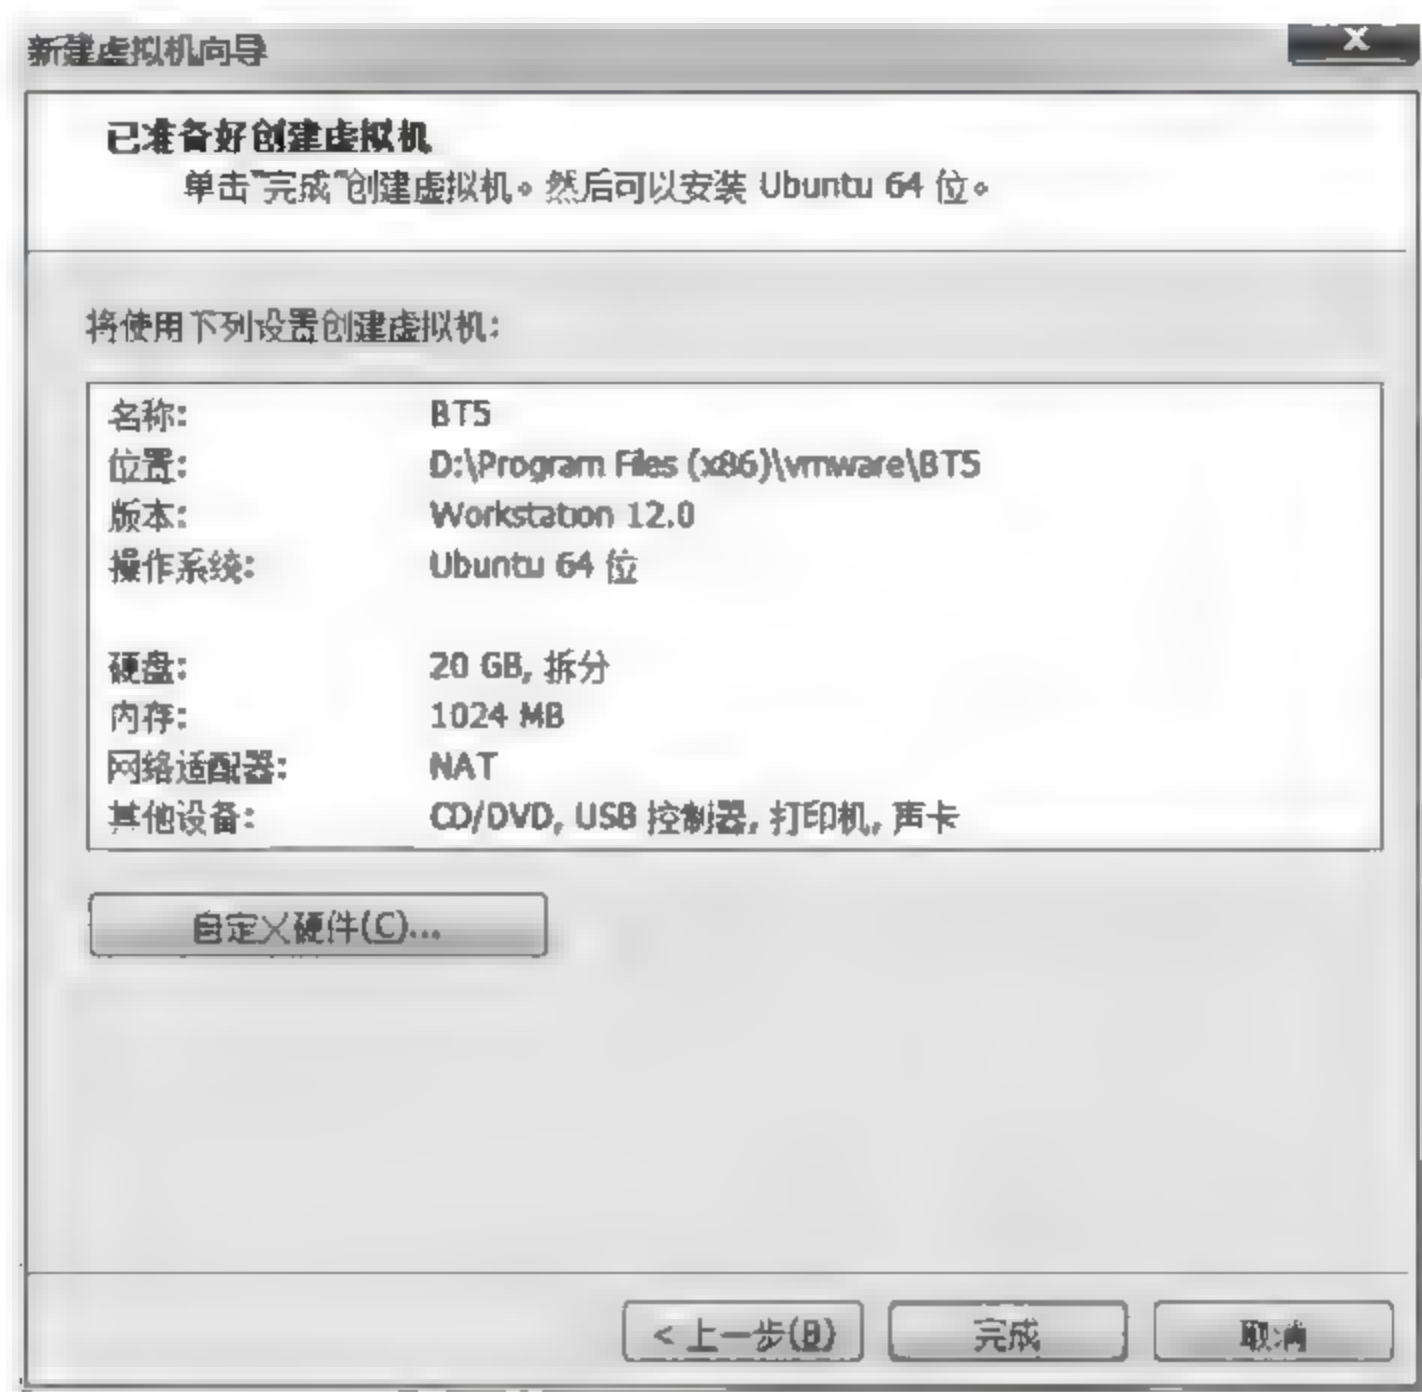 新建虚拟机向导
X
已准备好创建虚拟机
单击"完成"创建虚拟机。然后可以安装 Ubuntu 64 位。
将使用下列设置创建虚拟机:
名称: BT5
位置: D:\Program Files (x86)\vmware\BT5
版本: Workstation 12.0
操作系统: Ubuntu 64 位
硬盘: 20 GB, 拆分
内存: 1024 MB
网络适配器: NAT
其他设备: CD/DVD, USB 控制器, 打印机, 声卡
自定义硬件(C)...
< 上一步(B) 完成 取消